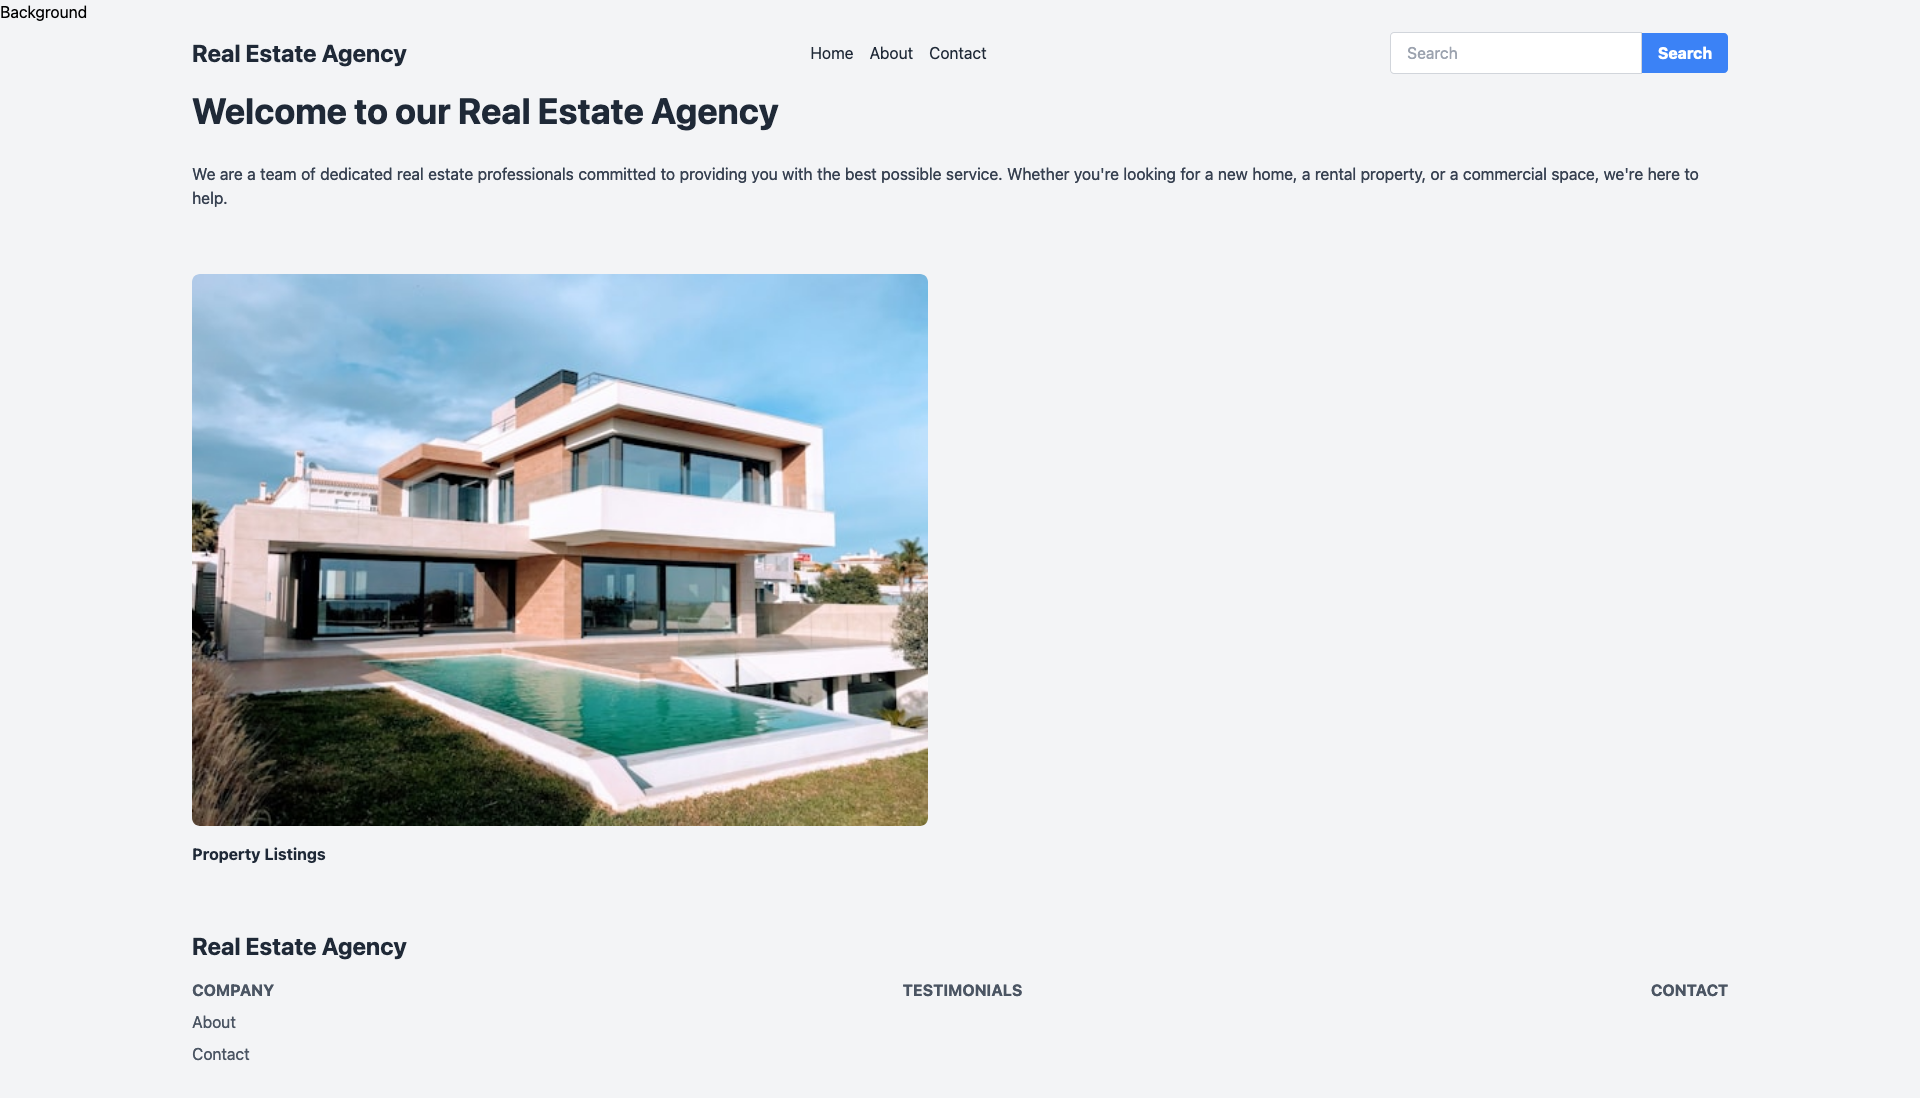 Background
Real Estate Agency
Home About Contact
Search
Search
Welcome to our Real Estate Agency
We are a team of dedicated real estate professionals committed to providing you with the best possible service. Whether you're looking for a new home, a rental property, or a commercial space, we're here to
help.
Property Listings
Real Estate Agency
COMPANY
About
Contact
TESTIMONIALS
CONTACT